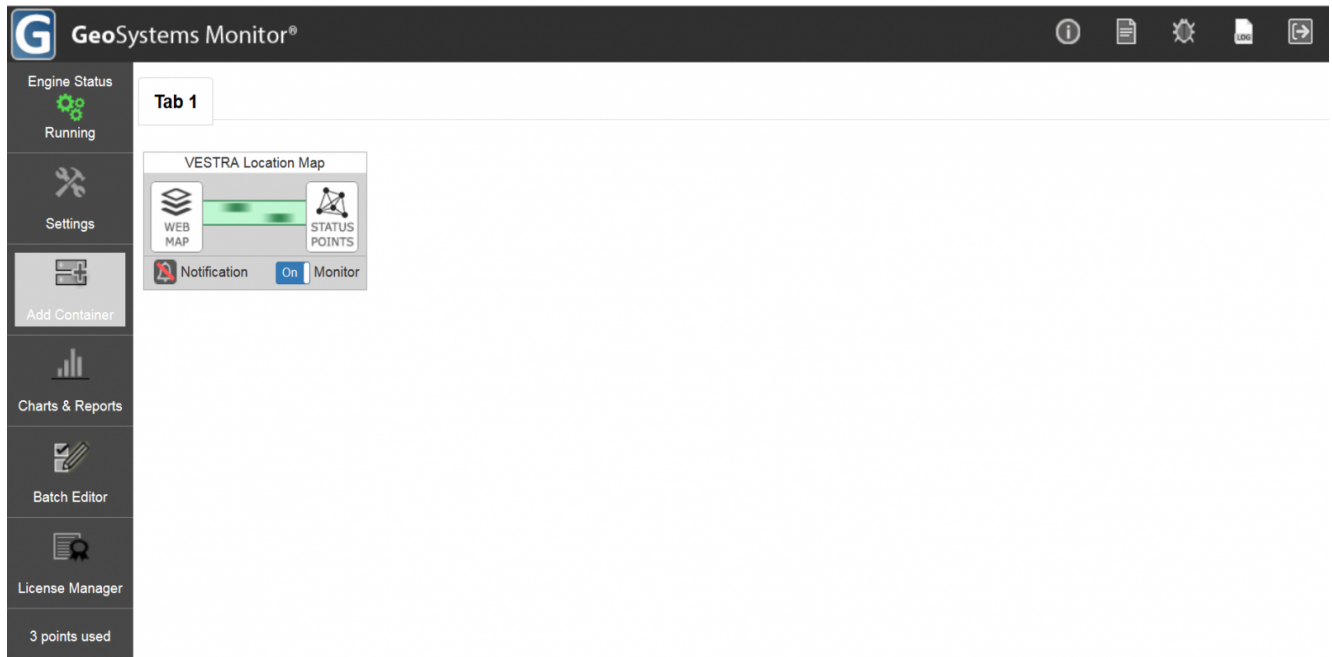 G GeoSystems Monitor®
LOG
Engine Status
Running
Settings
Add Container
Charts & Reports
Batch Editor
License Manager
3 points used
Tab 1
VESTRA Location Map
WEB
MAP
STATUS
POINTS
Notification
On Monitor